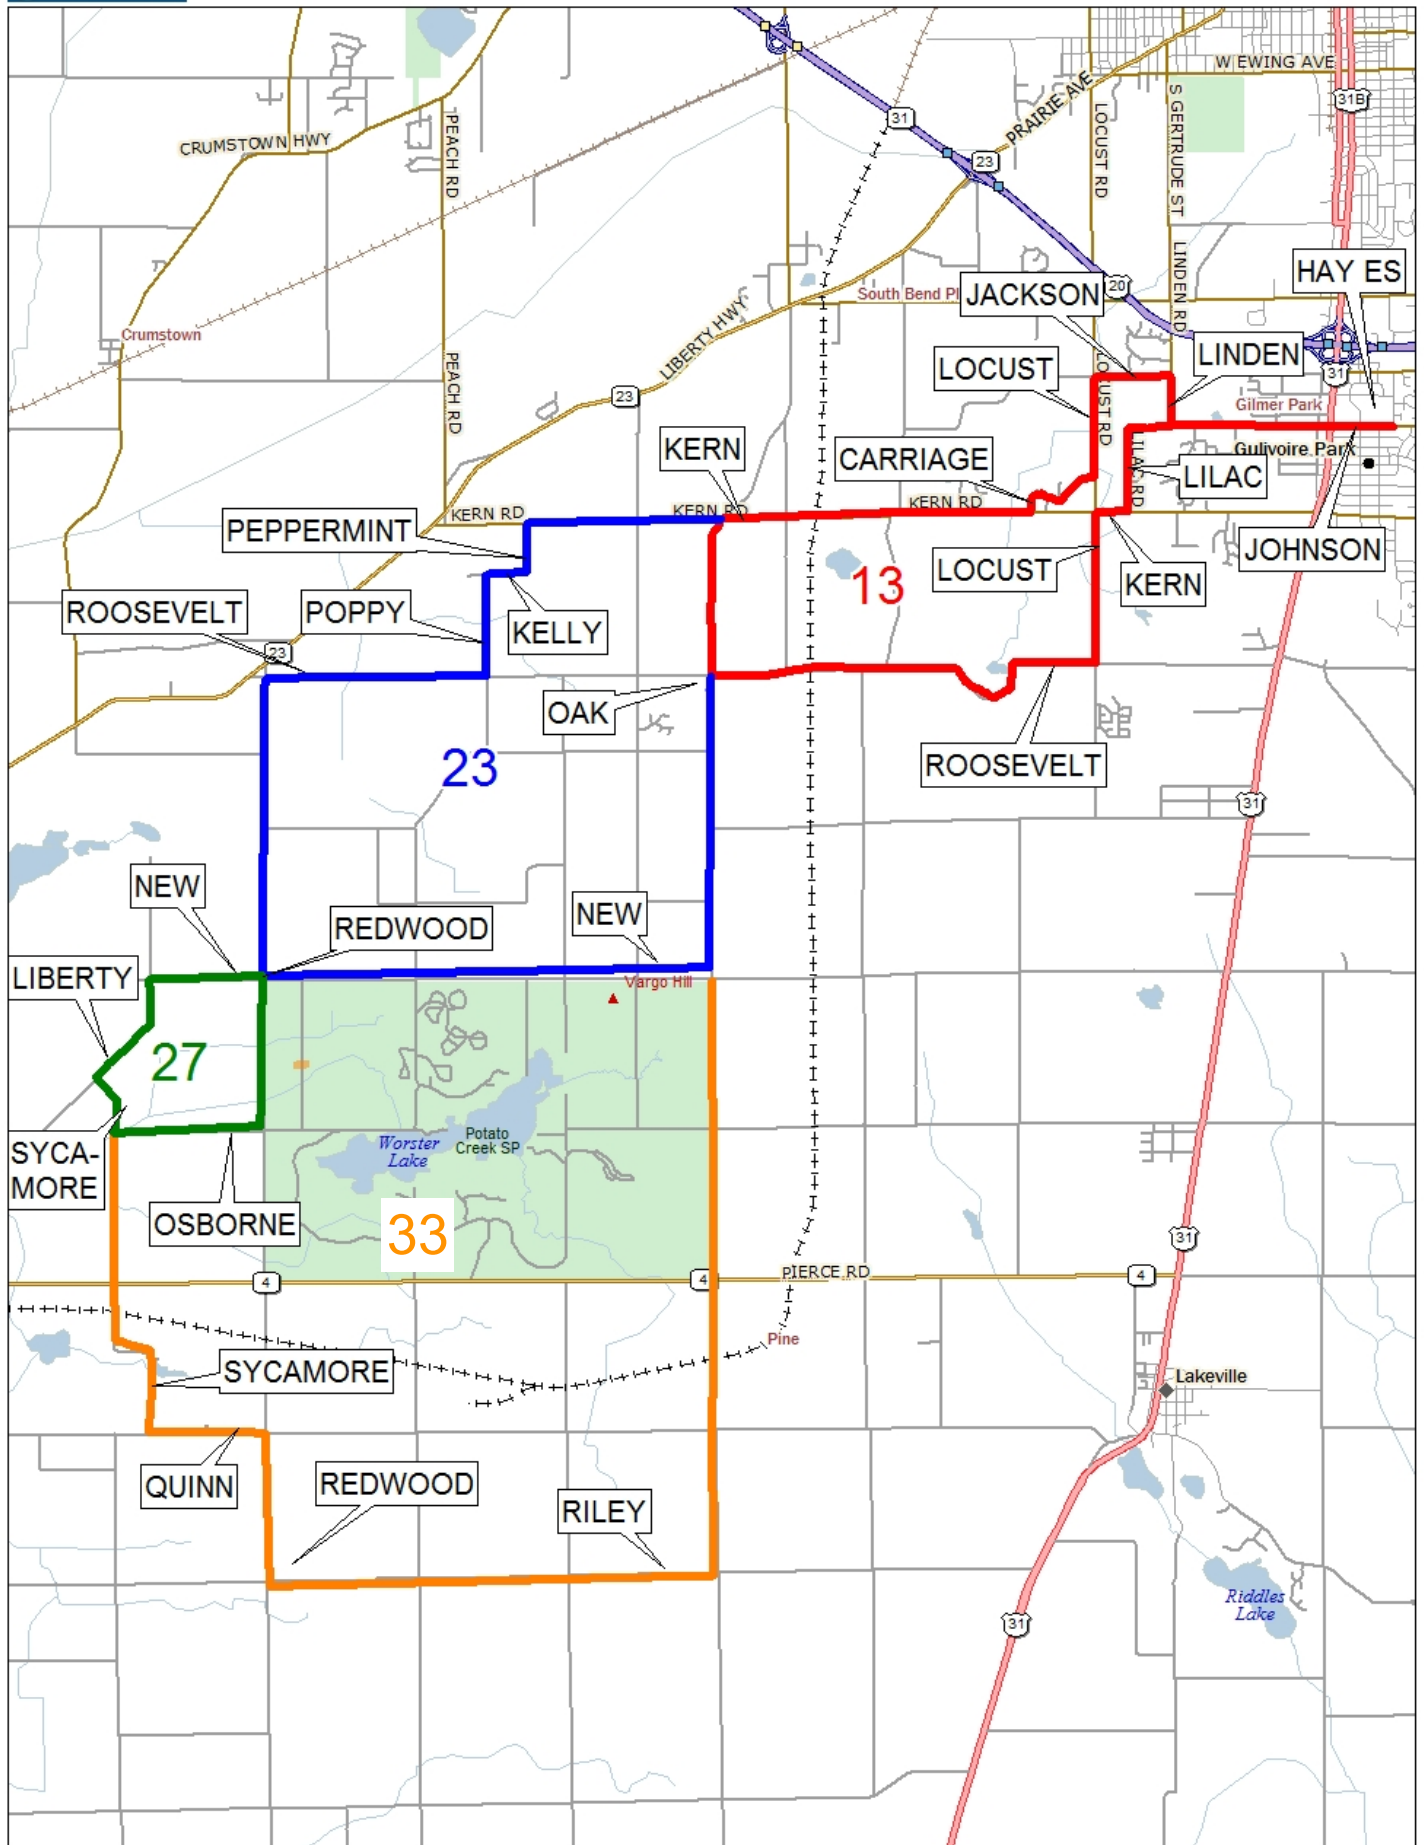 W EWING AVE
31B
PRAIRIE AVE
S GERTRUDE ST
LOCUST RD
31
CRUMSTOWN HWY
PEACH RD
23
LINDEN RD
HAY ES
20
South Bend Pl
JACKSON
LIBERTY HWY
Crumstown
LINDEN
LOCUST
PEACH RD
LOCUST RD
31
23
Gilmer Park
KERN
CARRIAGE
Gulivoire Park
LILAC RD
LILAC
KERN RD
KERN RD
KERN RD
PEPPERMINT
JOHNSON
LOCUST
13
KERN
ROOSEVELT
POPPY
KELLY
23
OAK
ROOSEVELT
23
31
NEW
NEW
REDWOOD
LIBERTY
Vargo Hill
27
Worster
Lake
Potato
Creek SP
SYCA-
MORE
OSBORNE
33
31
PIERCE RD
4
4
4
Pine
SYCAMORE
Lakeville
QUINN
REDWOOD
RILEY
Riddles
Lake
31